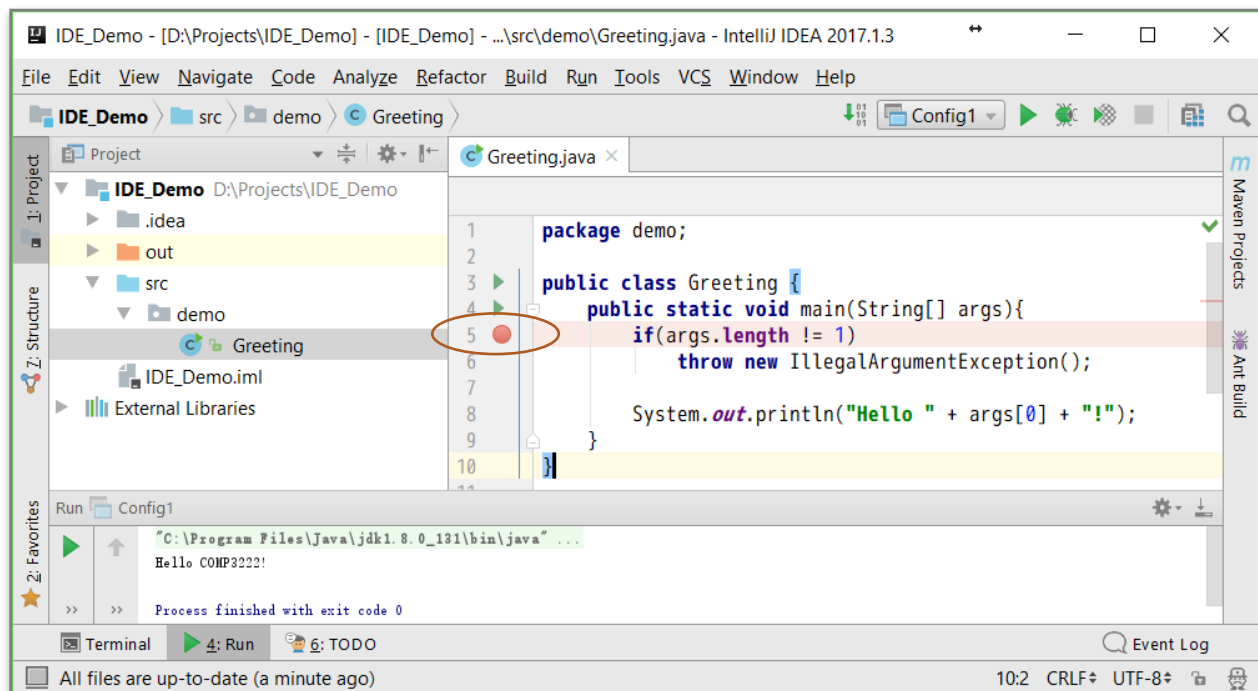 IDE_Demo - [D:\Projects\IDE_Demo] - [IDE_Demo] - ...\src\demo\Greeting.java - IntelliJ IDEA 2017.1.3
File Edit View Navigate Code Analyze Refactor Build Run Tools VCS Window Help
IDE_Demo src demo Greeting Config1
Project
Greeting.java
1: Project
IDE_Demo D:\Projects\IDE_Demo
.idea
out
src
demo
Greeting
IDE_Demo.iml
External Libraries
7: Structure
2: Favorites
1 package demo;
2
3 public class Greeting {
4 public static void main(String[] args){
5 if(args.length != 1)
6 throw new IllegalArgumentException();
7
8 System.out.println("Hello " + args[0] + "!");
9 }
10 }
11
Maven Projects
Ant Build
Run Config1
"C:\Program Files\Java\jdk1.8.0_131\bin\java" ...
Hello COMP3222!
Process finished with exit code 0
Terminal 4: Run 6: TODO Event Log
All files are up-to-date (a minute ago) 10:2 CRLF UTF-8